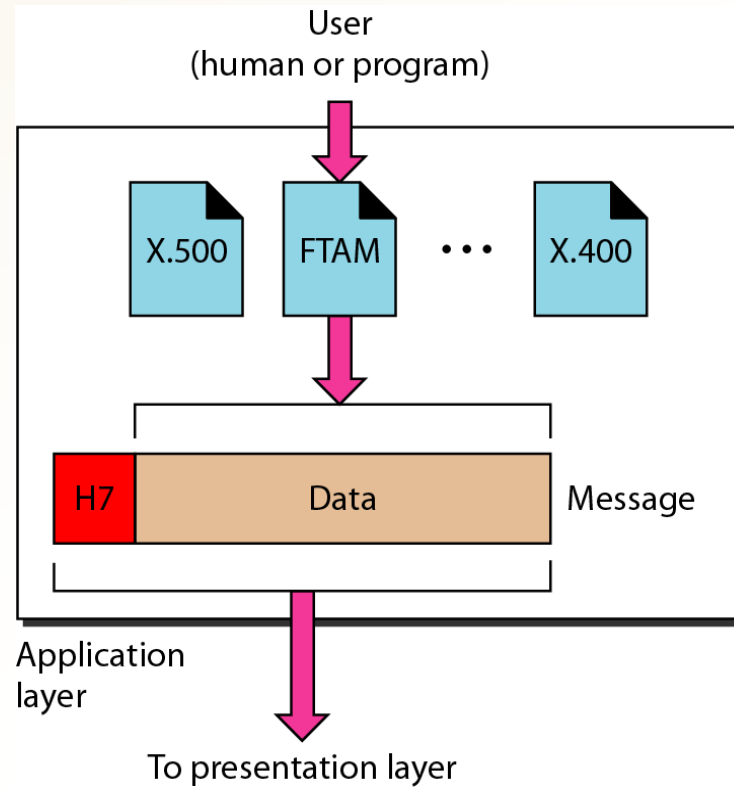 User
(human or program)
X.500
FTAM
...
X.400
H7
Data
Message
Application
layer
To presentation layer